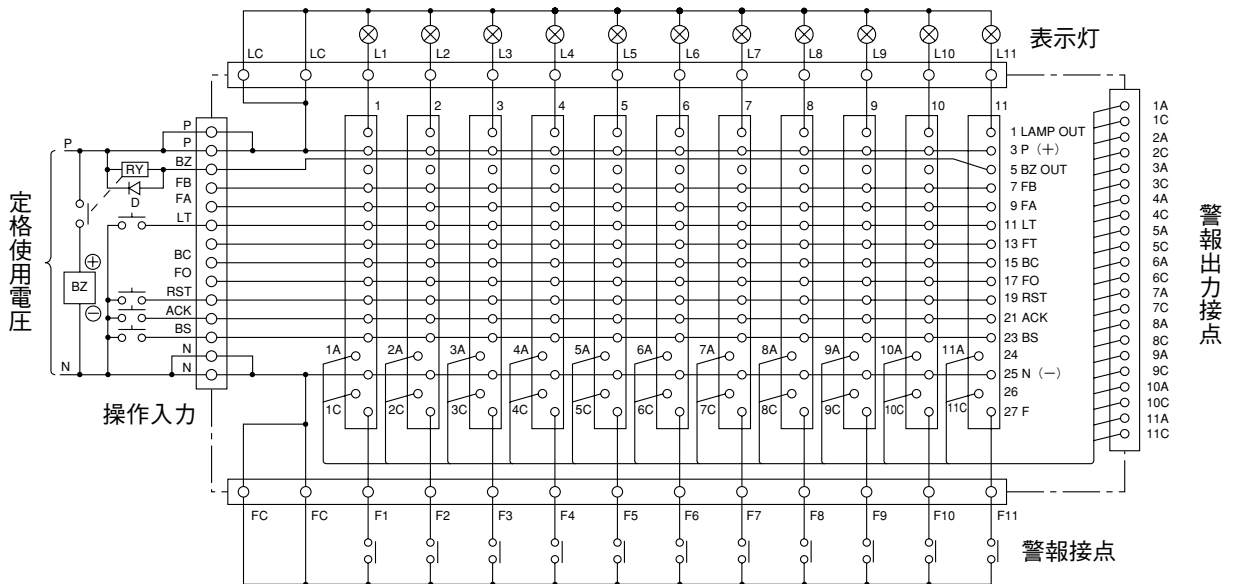 表示灯
LC LC L1 L2 L3 L4 L5 L6 L7 L8 L9 L10 L11
1 2 3 4 5 6 7 8 9 10 11
定格使用電圧
P
N
RY
D
BZ
⊕
⊖
P
P
BZ
FB
FA
LT
BC
FO
RST
ACK
BS
N
N
操作入力
1 LAMP OUT
3 P (+)
5 BZ OUT
7 FB
9 FA
11 LT
13 FT
15 BC
17 FO
19 RST
21 ACK
23 BS
24
25 N (−)
26
27 F
1A 2A 3A 4A 5A 6A 7A 8A 9A 10A 11A
1C 2C 3C 4C 5C 6C 7C 8C 9C 10C 11C
1A
1C
2A
2C
3A
3C
4A
4C
5A
5C
6A
6C
7A
7C
8A
8C
9A
9C
10A
10C
11A
11C
警報出力接点
FC FC F1 F2 F3 F4 F5 F6 F7 F8 F9 F10 F11
警報接点